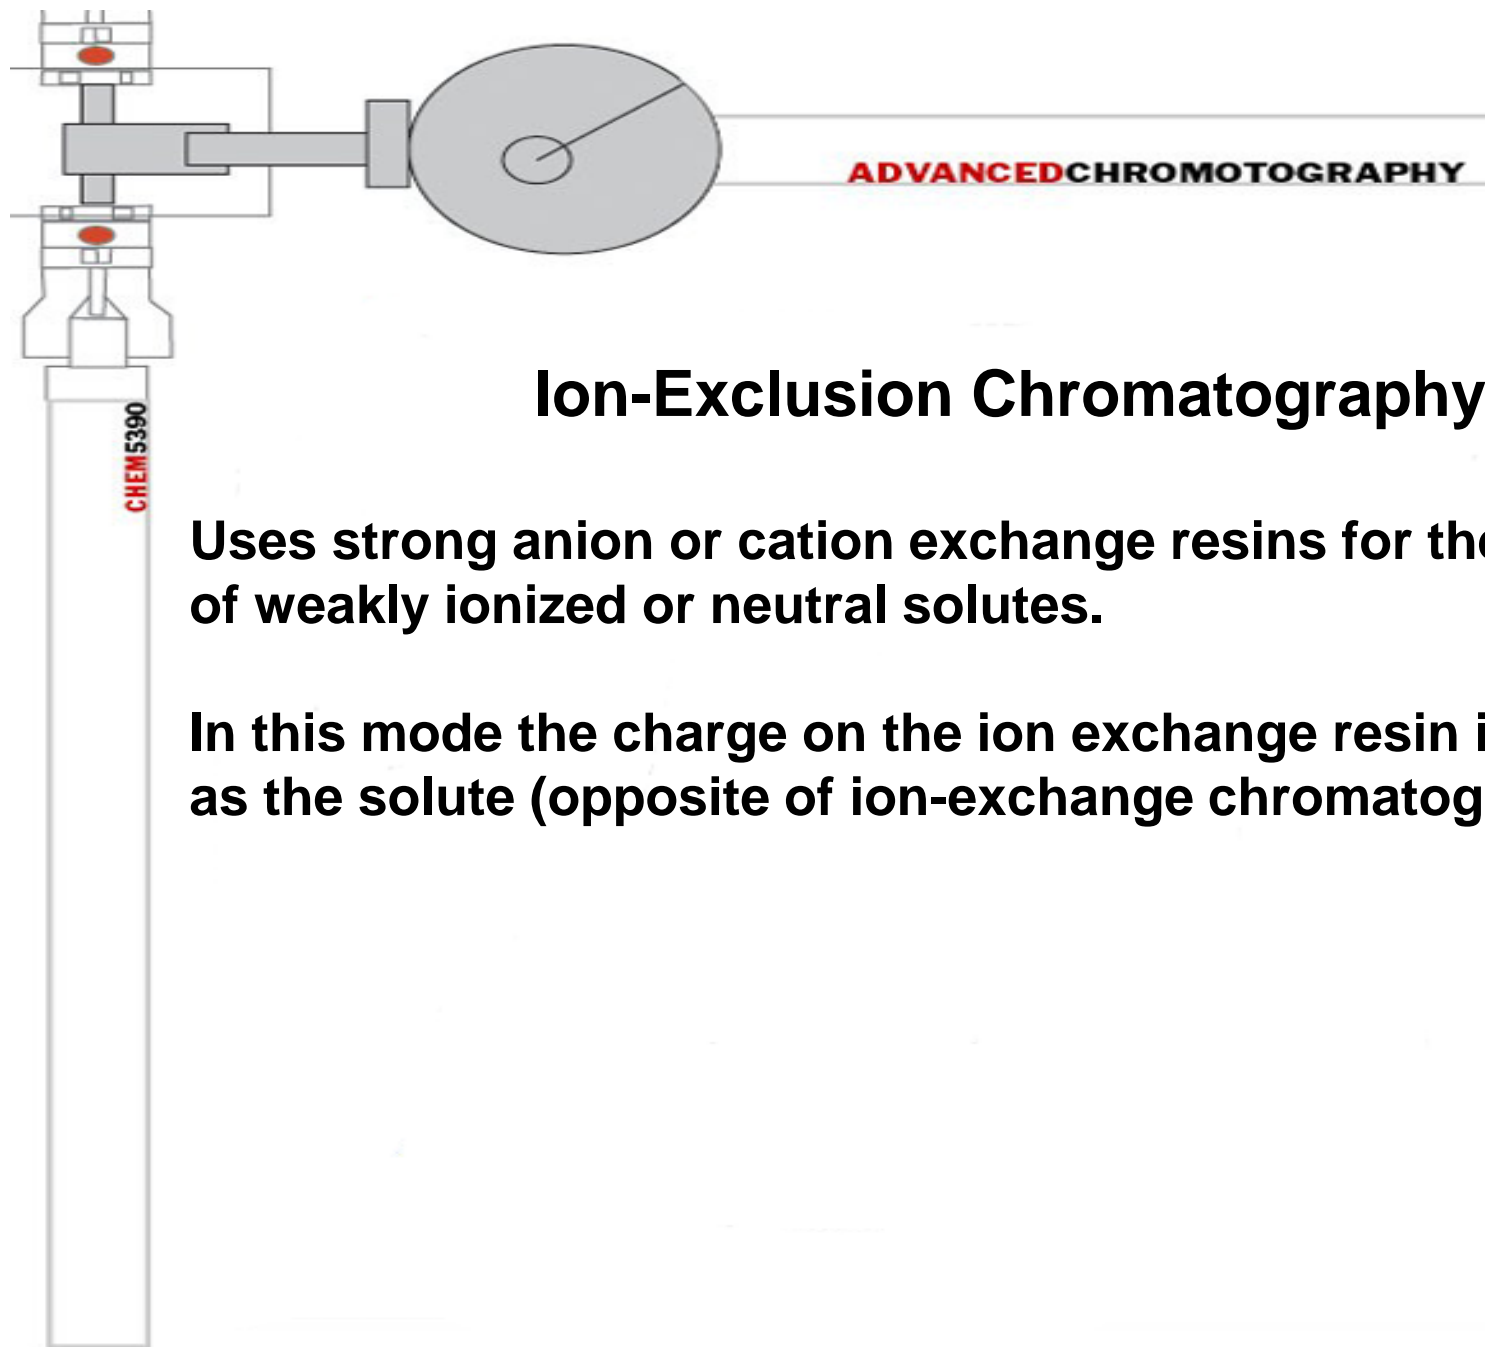 ADVANCEDCHROMOTOGRAPHY
Ion-Exclusion Chromatography
CHEM5390
Uses strong anion or cation exchange resins for the
of weakly ionized or neutral solutes.
In this mode the charge on the ion exchange resin
as the solute (opposite of ion-exchange